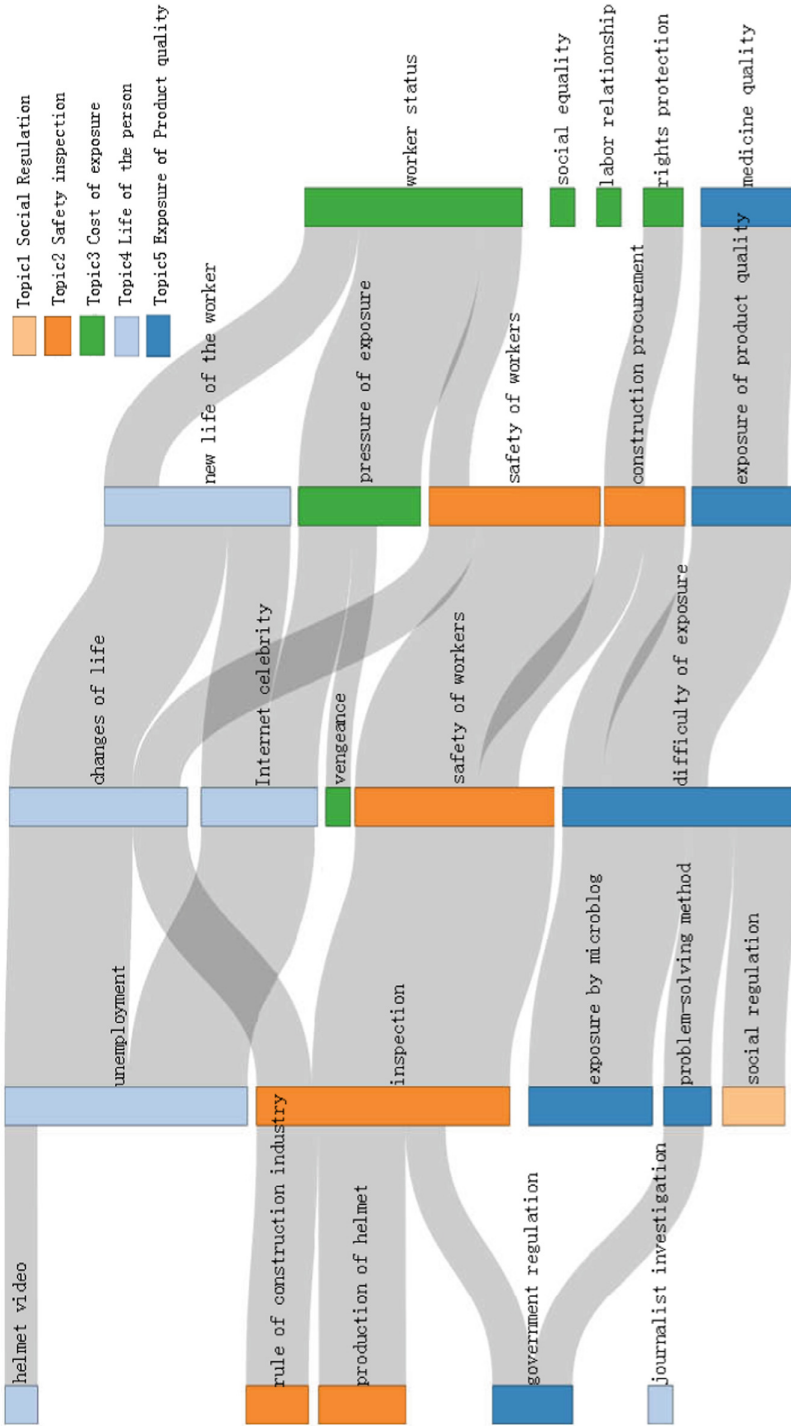 Topic1 Social Regulation
Topic2 Safety inspection
Topic3 Cost of exposure
Topic4 Life of the person
Topic5 Exposure of Product quality
helmet video
rule of construction industry
production of helmet
government regulation
journalist investigation
unemployment
inspection
exposure by microblog
problem-solving method
social regulation
changes of life
Internet celebrity
vengeance
safety of workers
difficulty of exposure
new life of the worker
pressure of exposure
safety of workers
construction procurement
exposure of product quality
worker status
social equality
labor relationship
rights protection
medicine quality